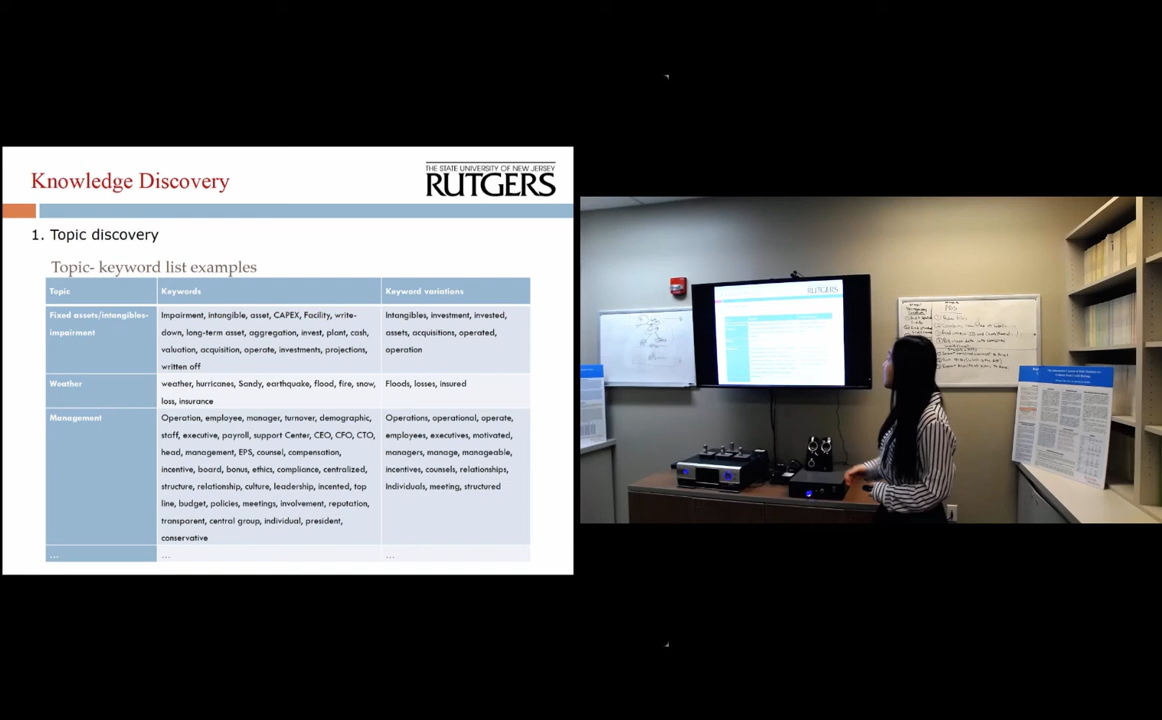 Knowledge Discovery
THE STATE UNIVERSITY OF NEW JERSEY
RUTGERS
1. Topic discovery
Topic- keyword list examples
Topic
Keywords
Keyword variations
Fixed assets/intangibles-
impairment
Impairment, intangible, asset, CAPEX, Facility, write-
down, long-term asset, aggregation, invest, plant, cash,
valuation, acquisition, operate, investments, projections,
written off
Intangibles, investment, invested,
assets, acquisitions, operated,
operation
Weather
weather, hurricanes, Sandy, earthquake, flood, fire, snow,
loss, insurance
Floods, losses, insured
Management
Operation, employee, manager, turnover, demographic,
staff, executive, payroll, support Center, CEO, CFO, CTO,
head, management, EPS, counsel, compensation,
incentive, board, bonus, ethics, compliance, centralized,
structure, relationship, culture, leadership, incented, top
line, budget, policies, meetings, involvement, reputation,
transparent, central group, individual, president,
conservative
Operations, operational, operate,
employees, executives, motivated,
managers, manage, manageable,
incentives, counsels, relationships,
Individuals, meeting, structured
...
...
...
RUTGERS